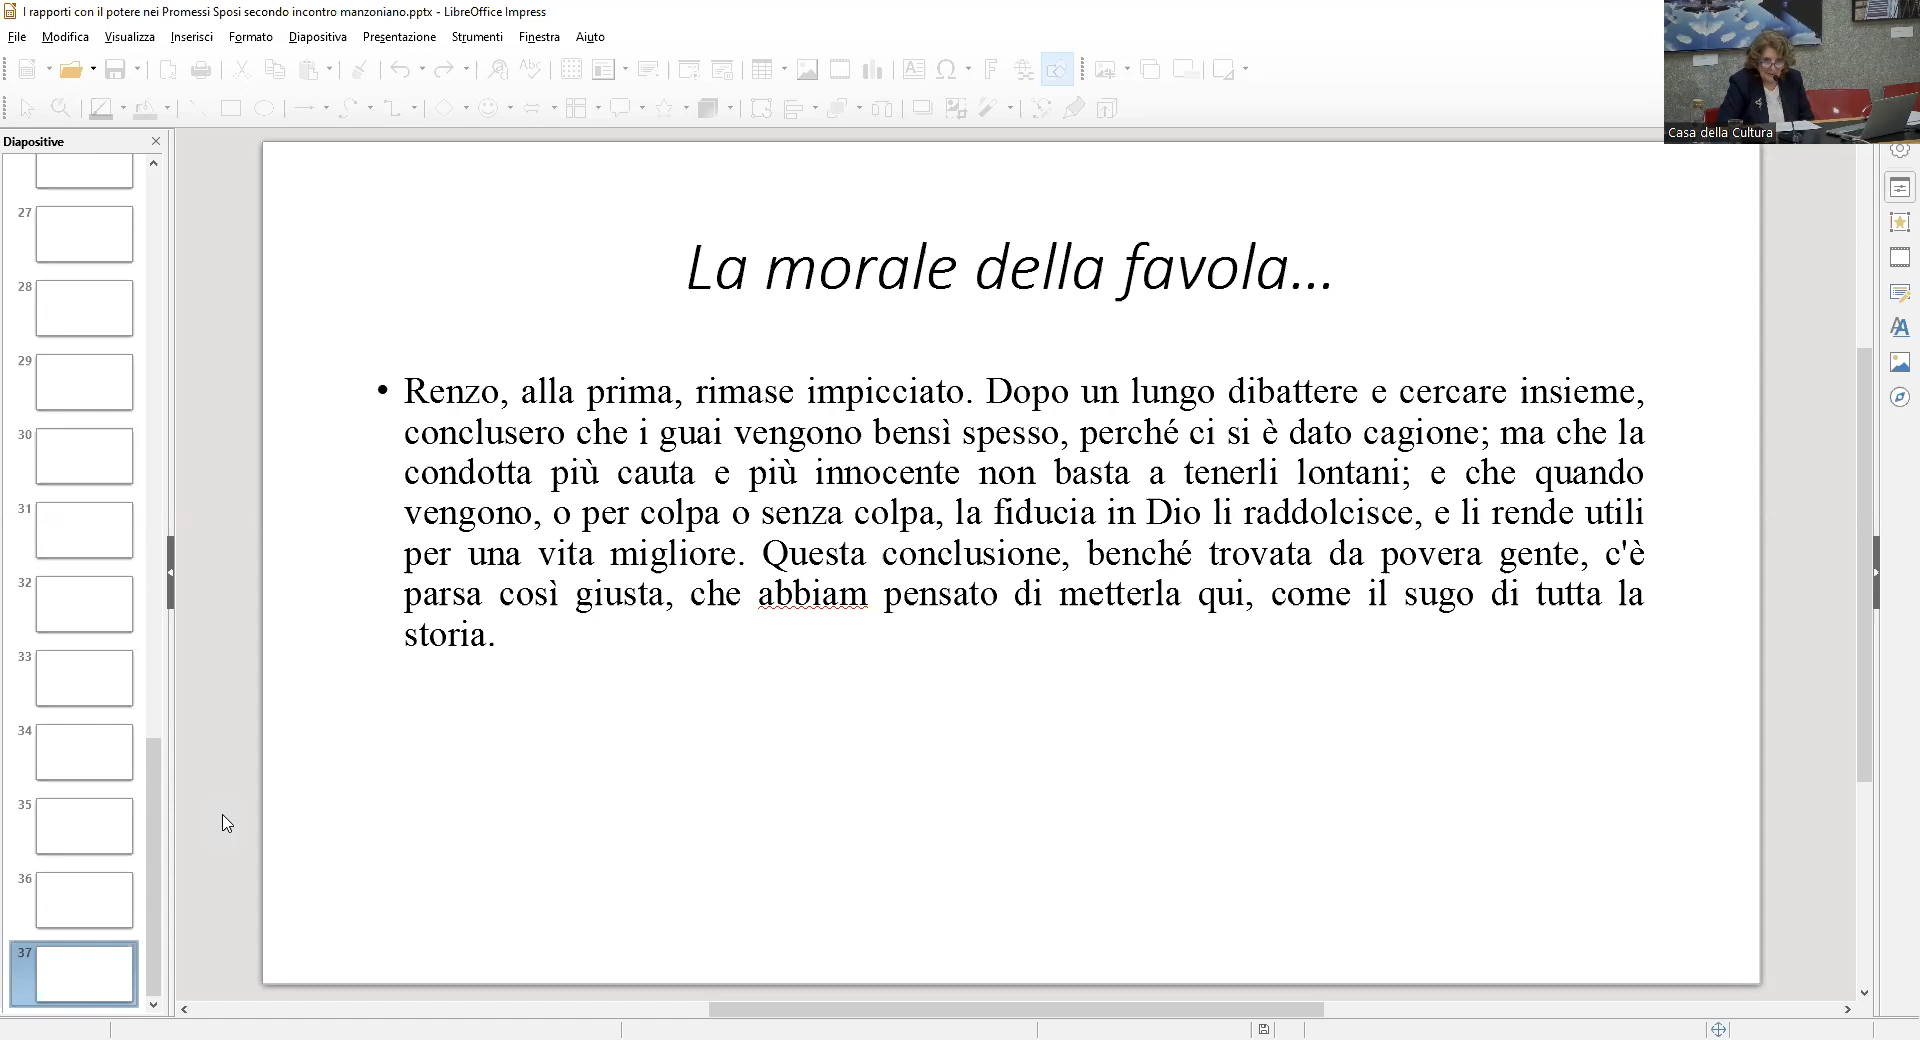 I rapporti con il potere nei Promessi Sposi secondo incontro manzoniano.pptx - LibreOffice Impress
File Modifica Visualizza Inserisci Formato Diapositiva Presentazione Strumenti Finestra Aiuto
Casa della Cultura
Diapositive
27
28
29
30
31
32
33
34
35
36
37
La morale della favola...
• Renzo, alla prima, rimase impicciato. Dopo un lungo dibattere e cercare insieme,
conclusero che i guai vengono bensì spesso, perché ci si è dato cagione; ma che la
condotta più cauta e più innocente non basta a tenerli lontani; e che quando
vengono, o per colpa o senza colpa, la fiducia in Dio li raddolcisce, e li rende utili
per una vita migliore. Questa conclusione, benché trovata da povera gente, c'è
parsa così giusta, che abbiam pensato di metterla qui, come il sugo di tutta la
storia.